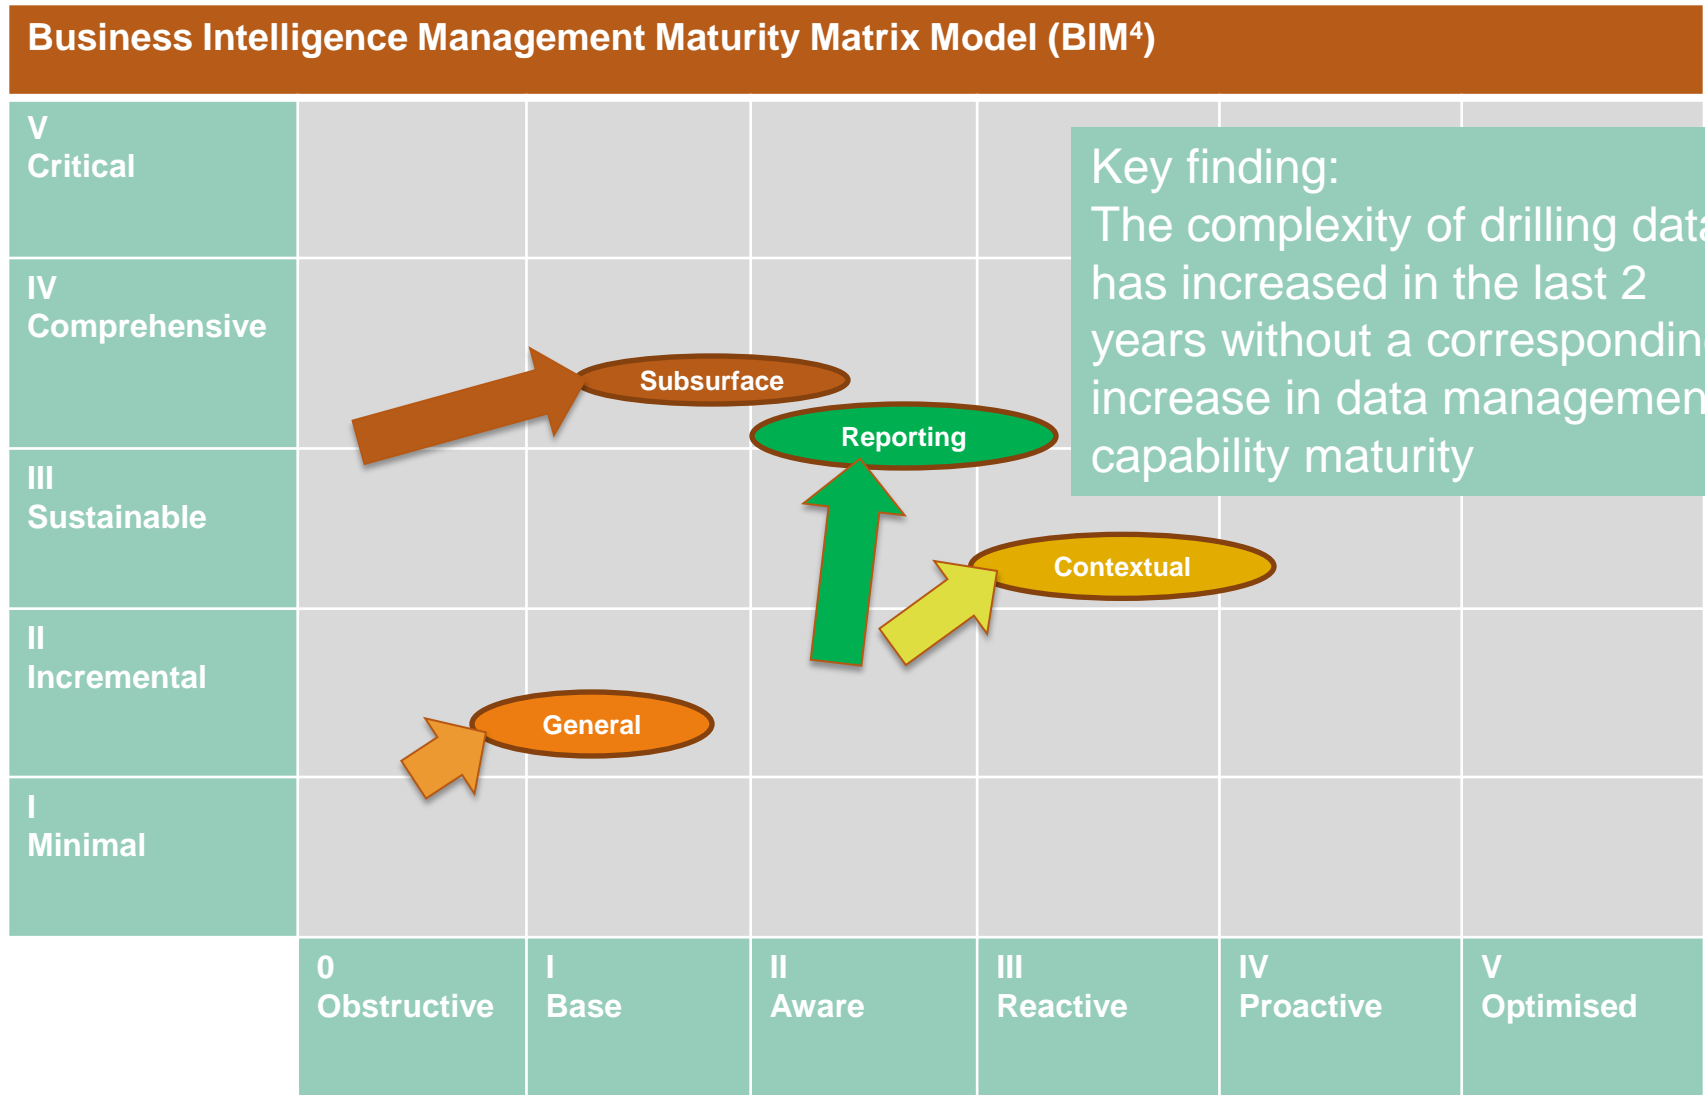 Business Intelligence Management Maturity Matrix Model (BIM⁴)
V
Critical
Key finding:
The complexity of drilling data
has increased in the last 2
years without a corresponding
increase in data managemen
capability maturity
IV
Comprehensive
Subsurface
Reporting
III
Sustainable
Contextual
II
Incremental
General
I
Minimal
0
Obstructive
I
Base
II
Aware
III
Reactive
IV
Proactive
V
Optimised